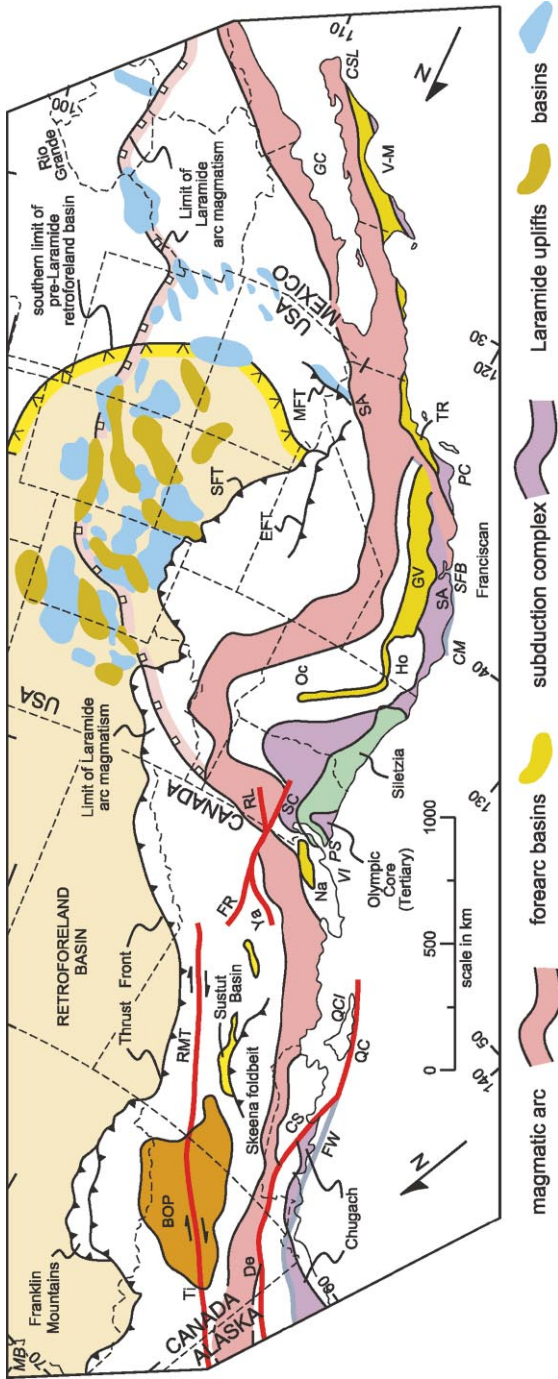 MB
70
Franklin
Mountains
RETROFORELAND
BASIN
Thrust Front
USA
CANADA
Limit of Laramide
arc magmatism
SFT
EFT
MFT
southern limit of
pre-Laramide
retroforeland basin
Rio
Grande
100
Limit of
Laramide
arc magmatism
110
N
USA
MEXICO
SA
GC
CSL
V-M
30
120
TR
PC
Franciscan
SFB
SA
GV
CM
40
Ho
Oc
Siletzia
130
Olympic
Core
(Tertiary)
SC
PS
VI
Na
RL
FR
Ya
RMT
Sustut
Basin
Skeena foldbelt
BOP
Ti
De
CANADA
ALASKA
CS
QCI
QC
FW
Chugach
60
N
140
50
0
500
1000
scale in km
magmatic arc
forearc basins
subduction complex
Laramide uplifts
basins